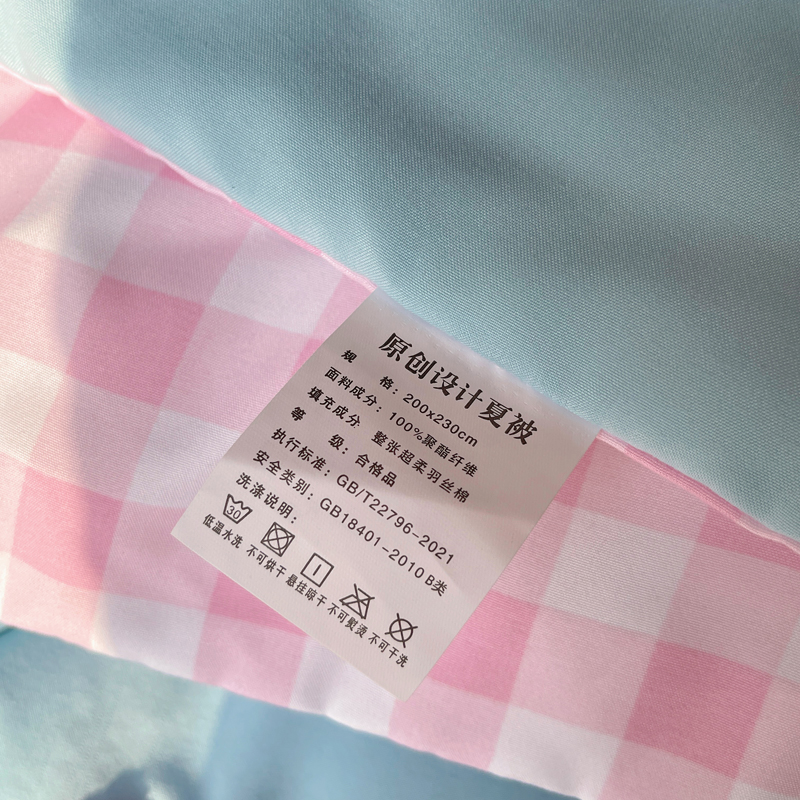 原创设计夏被
规 格：200x230cm
面料成分：100%聚酯纤维
填充成分 整张超柔羽丝棉
等 级：合格品
执行标准：GB/T22796-2021
安全类别：GB18401-2010 B类
洗涤说明：
30
低温水洗 不可烘干 悬挂晾干 不可熨烫 不可干洗